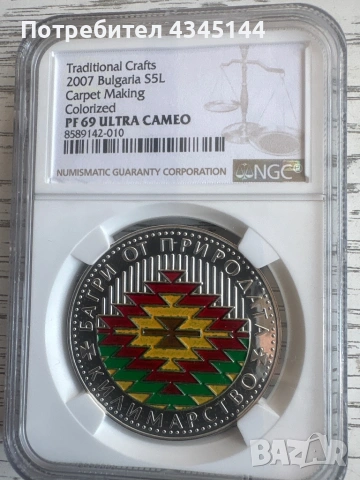 Потребител 4345144
Traditional Crafts
2007 Bulgaria S5L
Carpet Making
Colorized
PF 69 ULTRA CAMEO
8589142-010
NUMISMATIC GUARANTY CORPORATION
NGC
БАГРИ ОТ ПРИРОДАТА
КИЛИМАРСТВО
BAZAR